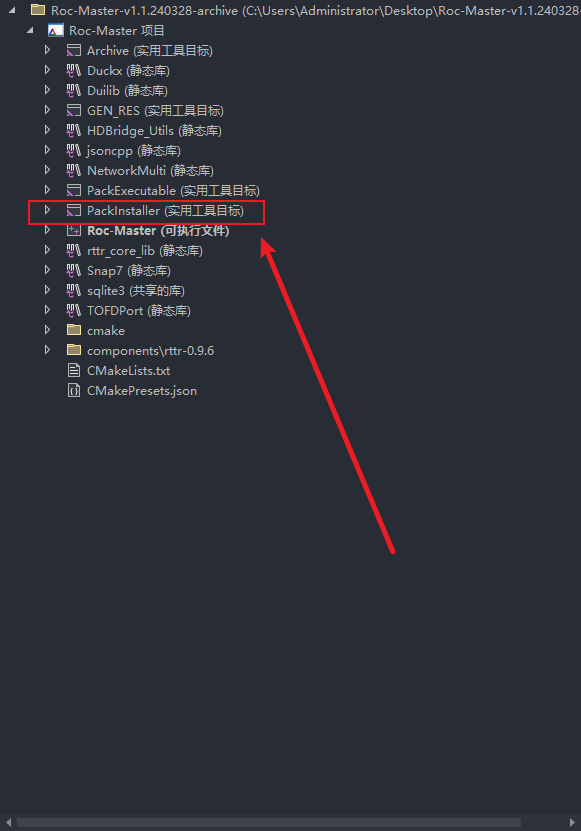 Roc-Master-v1.1.240328-archive (C:\Users\Administrator\Desktop\Roc-Master-v1.1.240328-
Roc-Master 项目
Archive (实用工具目标)
Duckx (静态库)
Duilib (静态库)
GEN_RES (实用工具目标)
HDBridge_Utils (静态库)
jsoncpp (静态库)
NetworkMulti (静态库)
PackExecutable (实用工具目标)
PackInstaller (实用工具目标)
Roc-Master (可执行文件)
rttr_core_lib (静态库)
Snap7 (静态库)
sqlite3 (共享的库)
TOFDPort (静态库)
cmake
components\rttr-0.9.6
CMakeLists.txt
CMakePresets.json